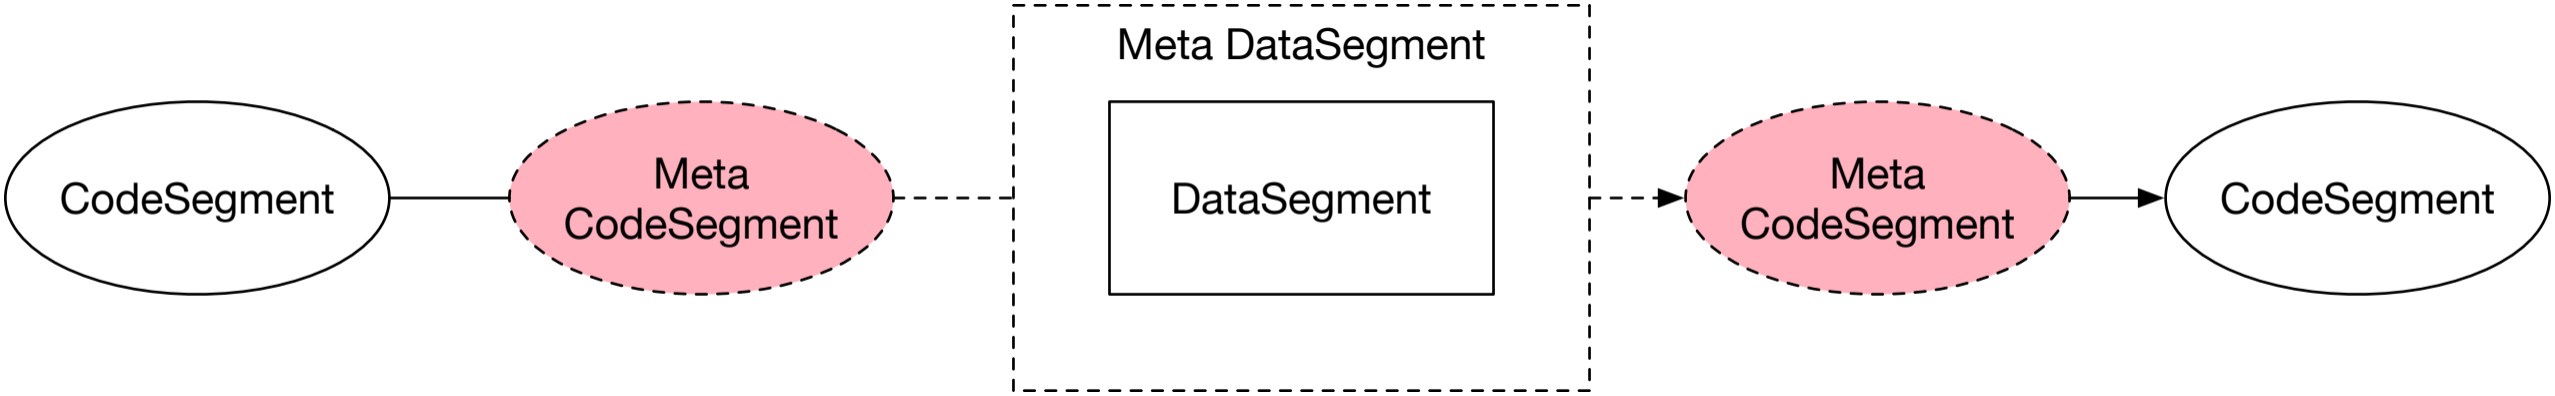 Meta DataSegment
CodeSegment
Meta
CodeSegment
DataSegment
Meta
CodeSegment
CodeSegment